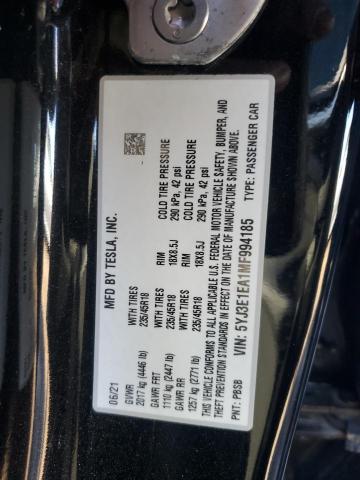 MFD BY TESLA, INC.
06/21
GVWR
2017 kg (4446 lb)
GAWR FRT WITH TIRES RIM COLD TIRE PRESSURE
1110 kg (2447 lb) 235/45R18 18X8.5J 290 kPa, 42 psi
GAWR RR WITH TIRES RIM COLD TIRE PRESSURE
1257 kg (2771 lb) 235/45R18 18X8.5J 290 kPa, 42 psi
THIS VEHICLE CONFORMS TO ALL APPLICABLE U.S. FEDERAL MOTOR VEHICLE SAFETY, BUMPER, AND
THEFT PREVENTION STANDARDS IN EFFECT ON THE DATE OF MANUFACTURE SHOWN ABOVE.
VIN: 5YJ3E1EA1MF994185 TYPE: PASSENGER CAR
PNT: PBSB